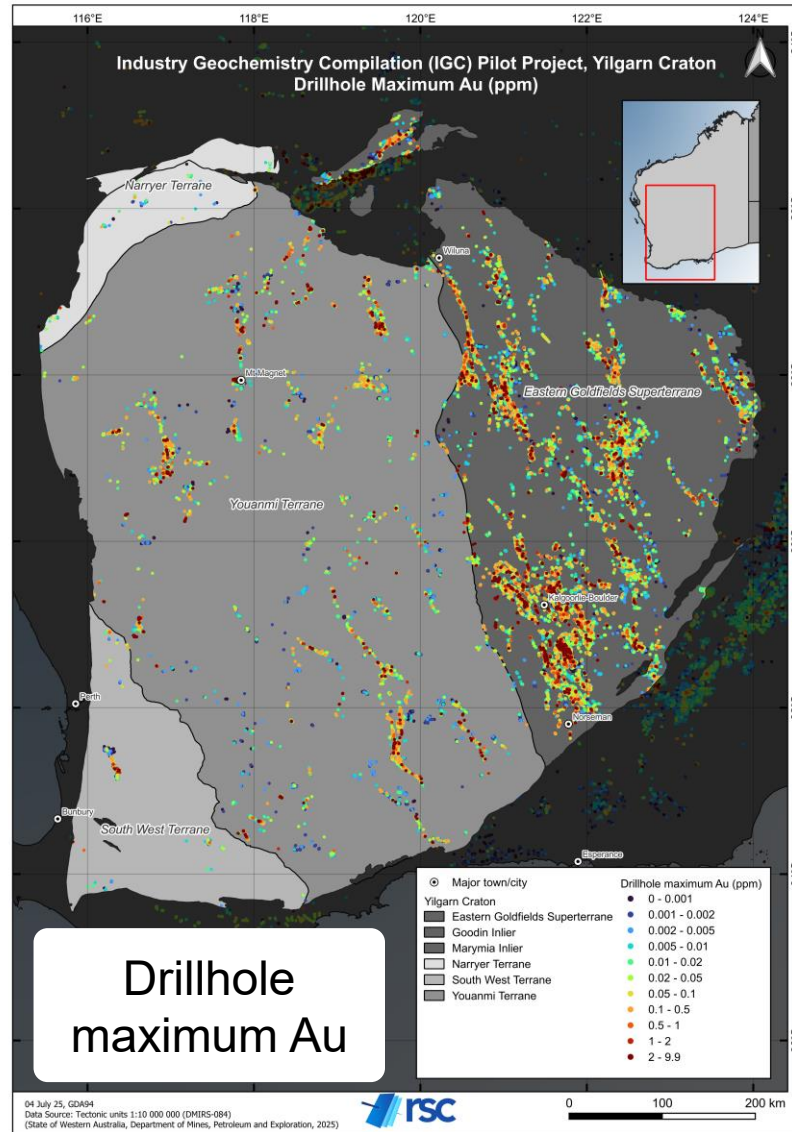 116°E 118°E 120°E 122°E 124°E
N
Industry Geochemistry Compilation (IGC) Pilot Project, Yilgarn Craton
Drillhole Maximum Au (ppm)
Narryer Terrane
Wiluna
Mt Magnet
Eastern Goldfields Superterrane
Youanmi Terrane
Kalgoorlie-Boulder
Perth
Norseman
Bunbury
South West Terrane
Esperance
Major town/city
Yilgarn Craton
Eastern Goldfields Superterrane
Goodin Inlier
Marymia Inlier
Narryer Terrane
South West Terrane
Youanmi Terrane
Drillhole maximum Au (ppm)
0 - 0.001
0.001 - 0.002
0.002 - 0.005
0.005 - 0.01
0.01 - 0.02
0.02 - 0.05
0.05 - 0.1
0.1 - 0.5
0.5 - 1
1 - 2
2 - 9.9
Drillhole
maximum Au
04 July 25, GDA94
Data Source: Tectonic units 1:10 000 000 (DMIRS-084)
(State of Western Australia, Department of Mines, Petroleum and Exploration, 2025)
rsc
0 100 200 km
116°E 118°E 120°E 122°E 124°E